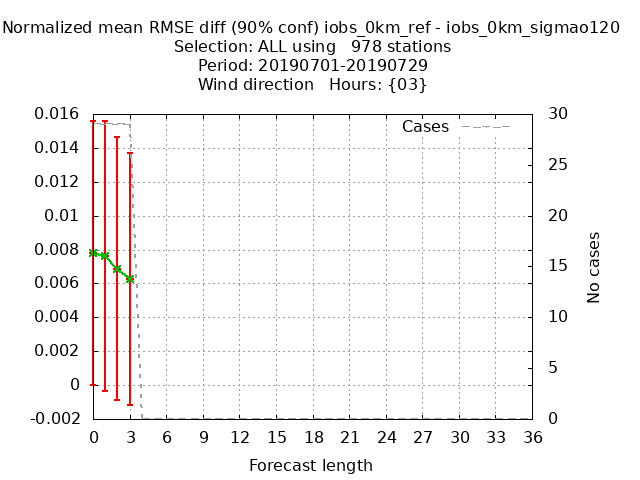 Normalized mean RMSE diff (90% conf) iobs_0km_ref - iobs_0km_sigmao120
Selection: ALL using   978 stations
Period: 20190701-20190729
Wind direction   Hours: {03}
Cases
0.016
0.014
0.012
0.01
0.008
0.006
0.004
0.002
0
-0.002
30
25
20
15
10
5
0
No cases
0 3 6 9 12 15 18 21 24 27 30 33 36
Forecast length